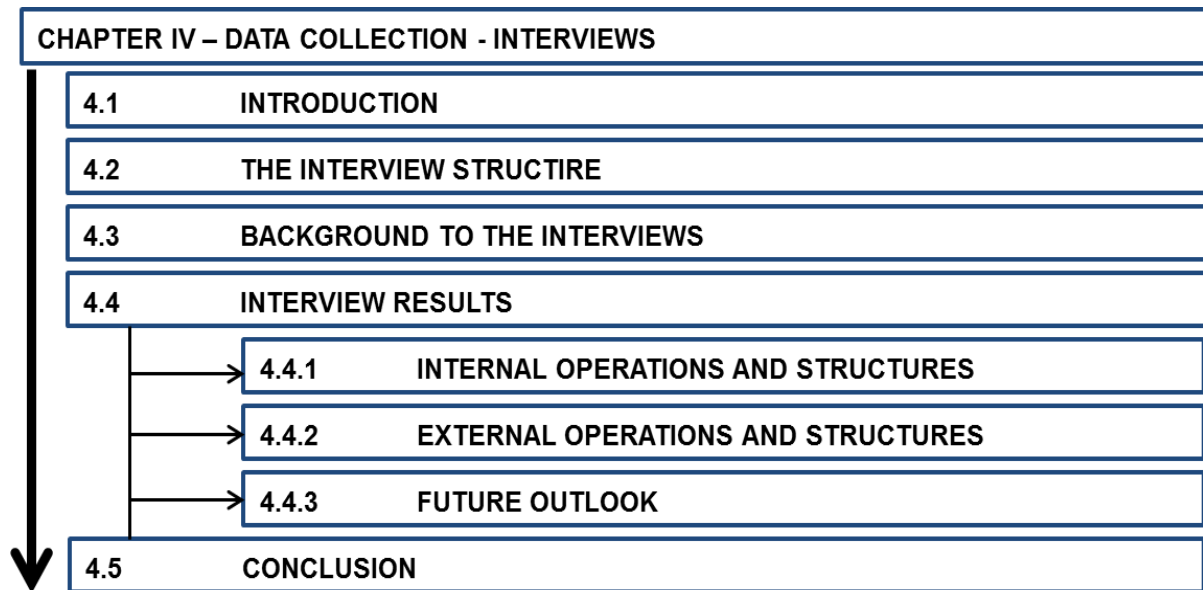 CHAPTER IV – DATA COLLECTION - INTERVIEWS
4.1 INTRODUCTION
4.2 THE INTERVIEW STRUCTIRE
4.3 BACKGROUND TO THE INTERVIEWS
4.4 INTERVIEW RESULTS
4.4.1 INTERNAL OPERATIONS AND STRUCTURES
4.4.2 EXTERNAL OPERATIONS AND STRUCTURES
4.4.3 FUTURE OUTLOOK
4.5 CONCLUSION